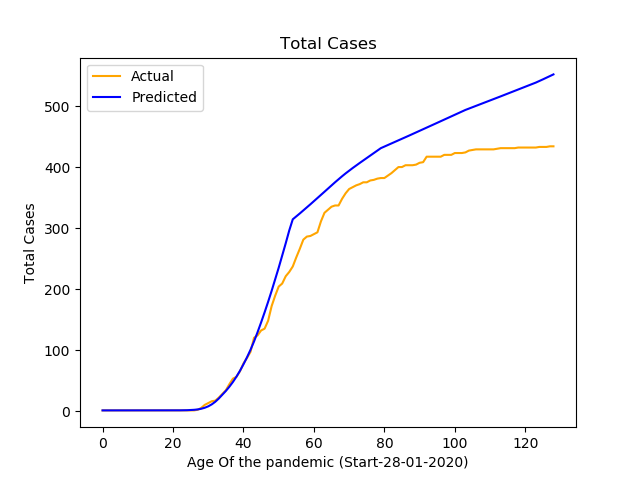 Total Cases
Actual
Predicted
500
400
300
200
100
0
Total Cases
0 20 40 60 80 100 120
Age Of the pandemic (Start-28-01-2020)